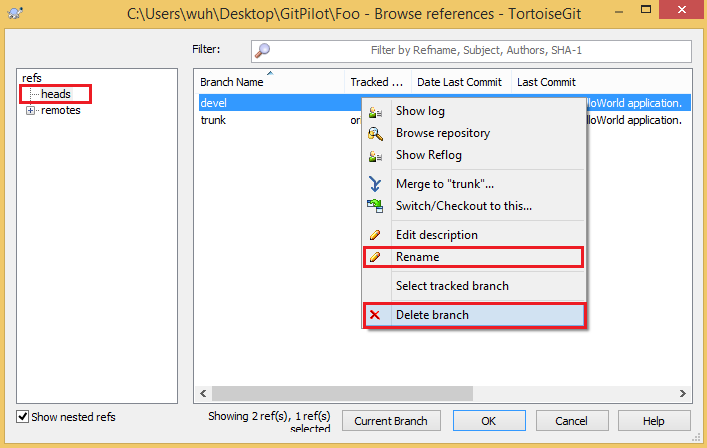 C:\Users\wuh\Desktop\GitPilot\Foo - Browse references - TortoiseGit
Filter: Filter by Refname, Subject, Authors, SHA-1
refs
heads
remotes
Branch Name Tracked ... Date Last Commit Last Commit
devel lloWorld application.
trunk lloWorld application.
Show log
Browse repository
Show Reflog
Merge to "trunk"...
Switch/Checkout to this...
Edit description
Rename
Select tracked branch
Delete branch
Show nested refs
Showing 2 ref(s), 1 ref(s)
selected
Current Branch OK Cancel Help